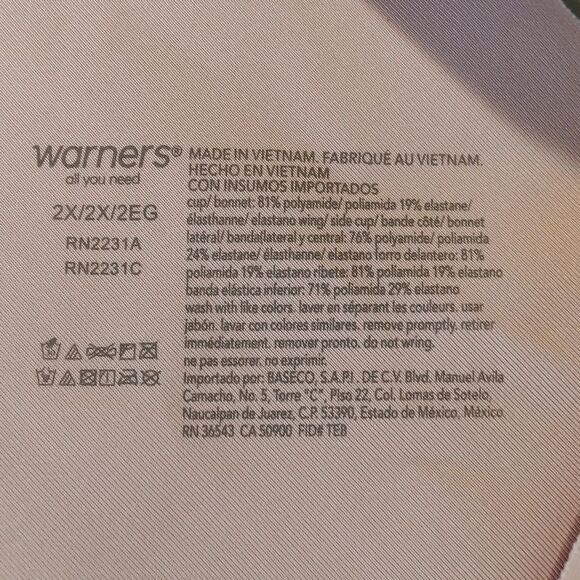 warners®
all you need
2X/2X/2EG
RN2231A
RN2231C
MADE IN VIETNAM. FABRIQUÉ AU VIETNAM.
HECHO EN VIETNAM
CON INSUMOS IMPORTADOS
cup/ bonnet: 81% polyamide/ poliamida 19% elastane/
élasthanne/ elastano wing/ side cup/ bande côté/ bonnet
latéral/ banda(lateral y central: 76% polyamide/ poliamida
24% elastane/ élasthanne/ elastano forro delantero: 81%
poliamida 19% elastano ribete: 81% poliamida 19% elastano
banda elástica inferior: 71% poliamida 29% elastano
wash with like colors. laver en séparant les couleurs. usar
jabón. lavar con colores similares. remove promptly. retirer
immédiatement. remover pronto. do not wring.
ne pas essorer. no exprimir.
Importado por: BASECO, S.A.P.I . DE C.V. Blvd. Manuel Avila
Camacho, No. 5, Torre "C", Piso 22, Col. Lomas de Sotelo,
Naucalpan de Juarez, C.P. 53390, Estado de México, México
RN 36543 CA 50900 FID# TEB